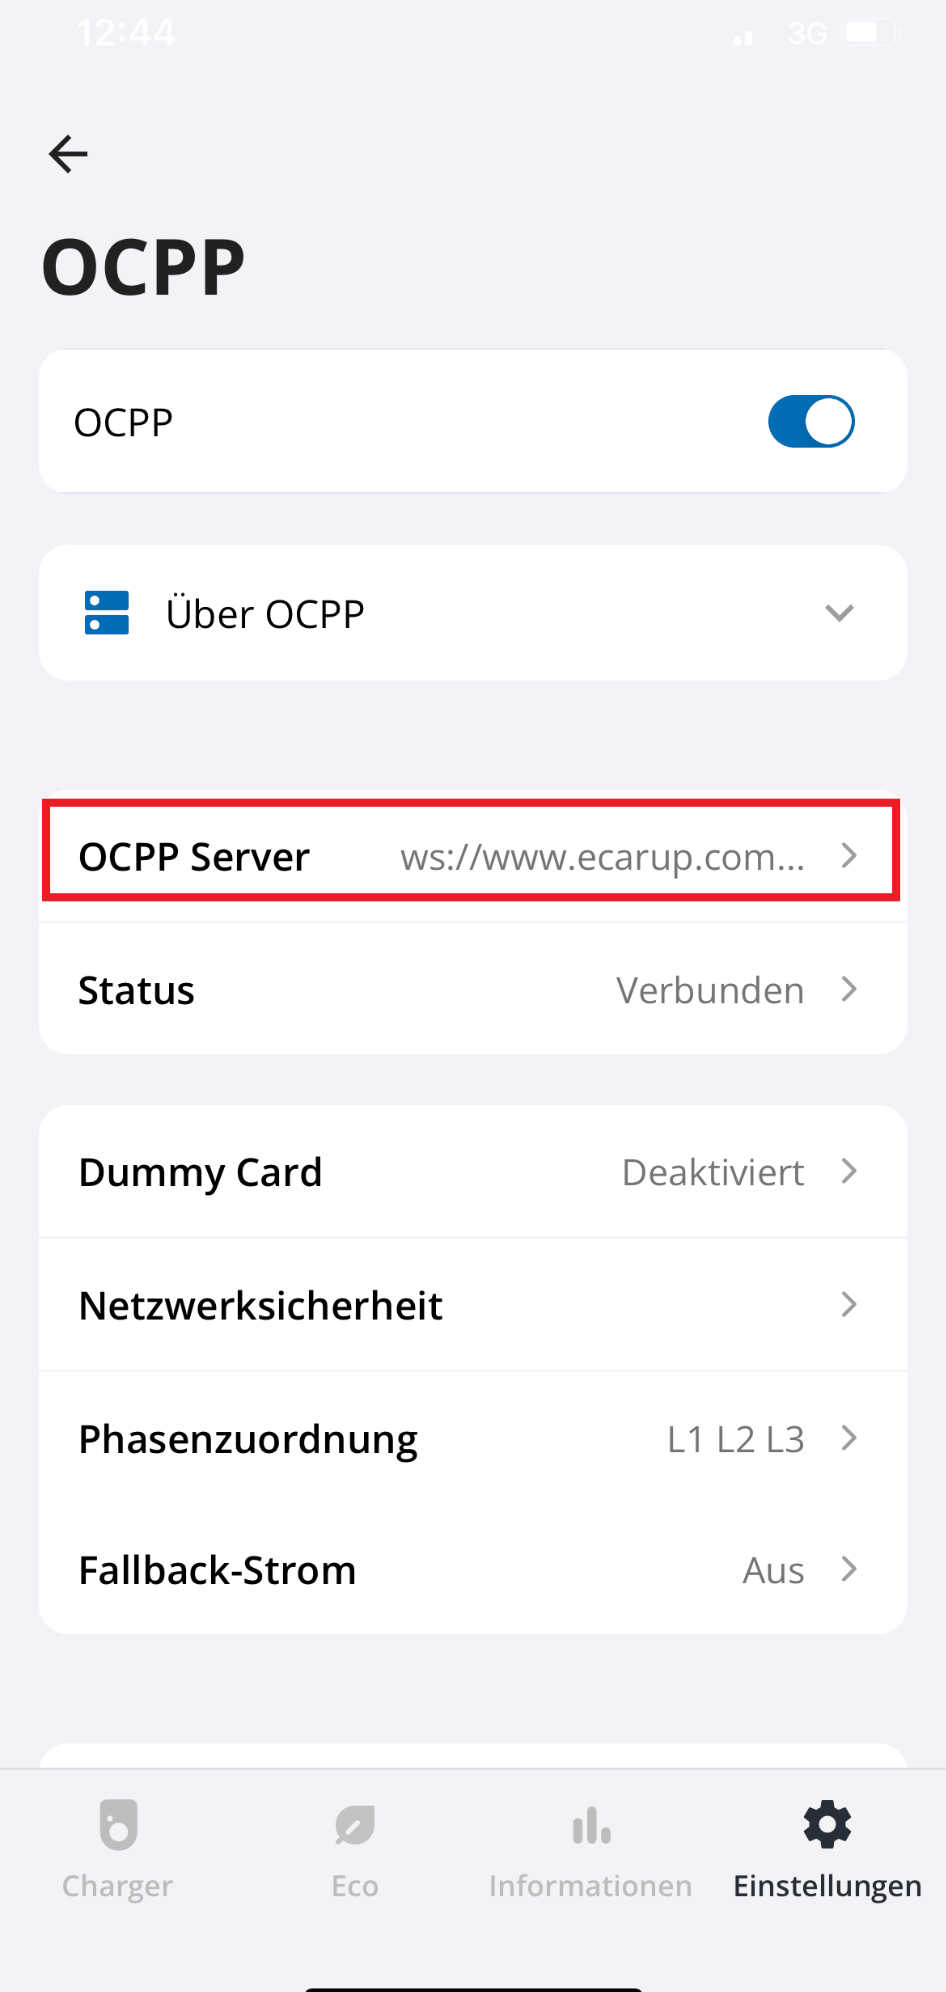 12:44 3G
OCPP
OCPP
Über OCPP
OCPP Server ws://www.ecarup.com...
Status Verbunden
Dummy Card Deaktiviert
Netzwerksicherheit
Phasenzuordnung L1 L2 L3
Fallback-Strom Aus
Charger Eco Informationen Einstellungen